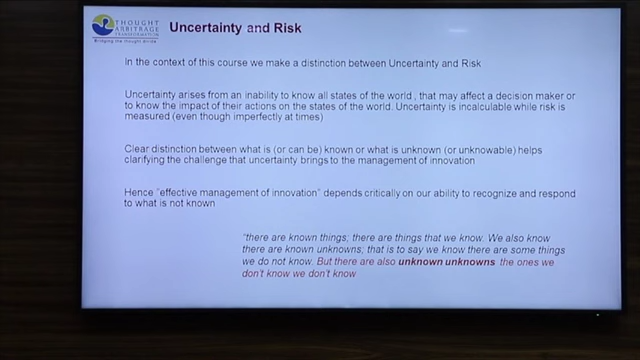 THOUGHT
ARBITRAGE
Bridging the thought divide
Uncertainty and Risk
In the context of this course we make a distinction between Uncertainty and Risk
Uncertainty arises from an inability to know all states of the world , that may affect a decision maker or
to know the impact of their actions on the states of the world. Uncertainty is incalculable while risk is
measured (even though imperfectly at times)
Clear distinction between what is (or can be) known or what is unknown (or unknowable) helps
clarifying the challenge that uncertainty brings to the management of innovation
Hence "effective management of innovation" depends critically on our ability to recognize and respond
to what is not known
"there are known things; there are things that we know. We also know
there are known unknowns; that is to say we know there are some things
we do not know. But there are also unknown unknowns the ones we
don't know we don't know